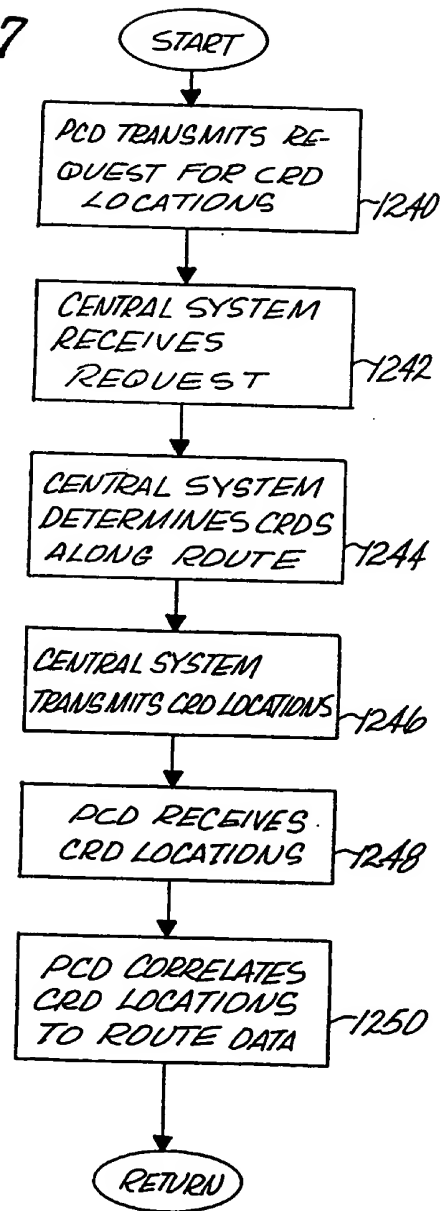 7
START
PCD TRANSMITS RE-
QUEST FOR CRD
LOCATIONS
1240
CENTRAL SYSTEM
RECEIVES
REQUEST
1242
CENTRAL SYSTEM
DETERMINES CRDS
ALONG ROUTE
1244
CENTRAL SYSTEM
TRANSMITS CRD LOCATIONS
1246
PCD RECEIVES
CRD LOCATIONS
1248
PCD CORRELATES
CRD LOCATIONS
TO ROUTE DATA
1250
RETURN